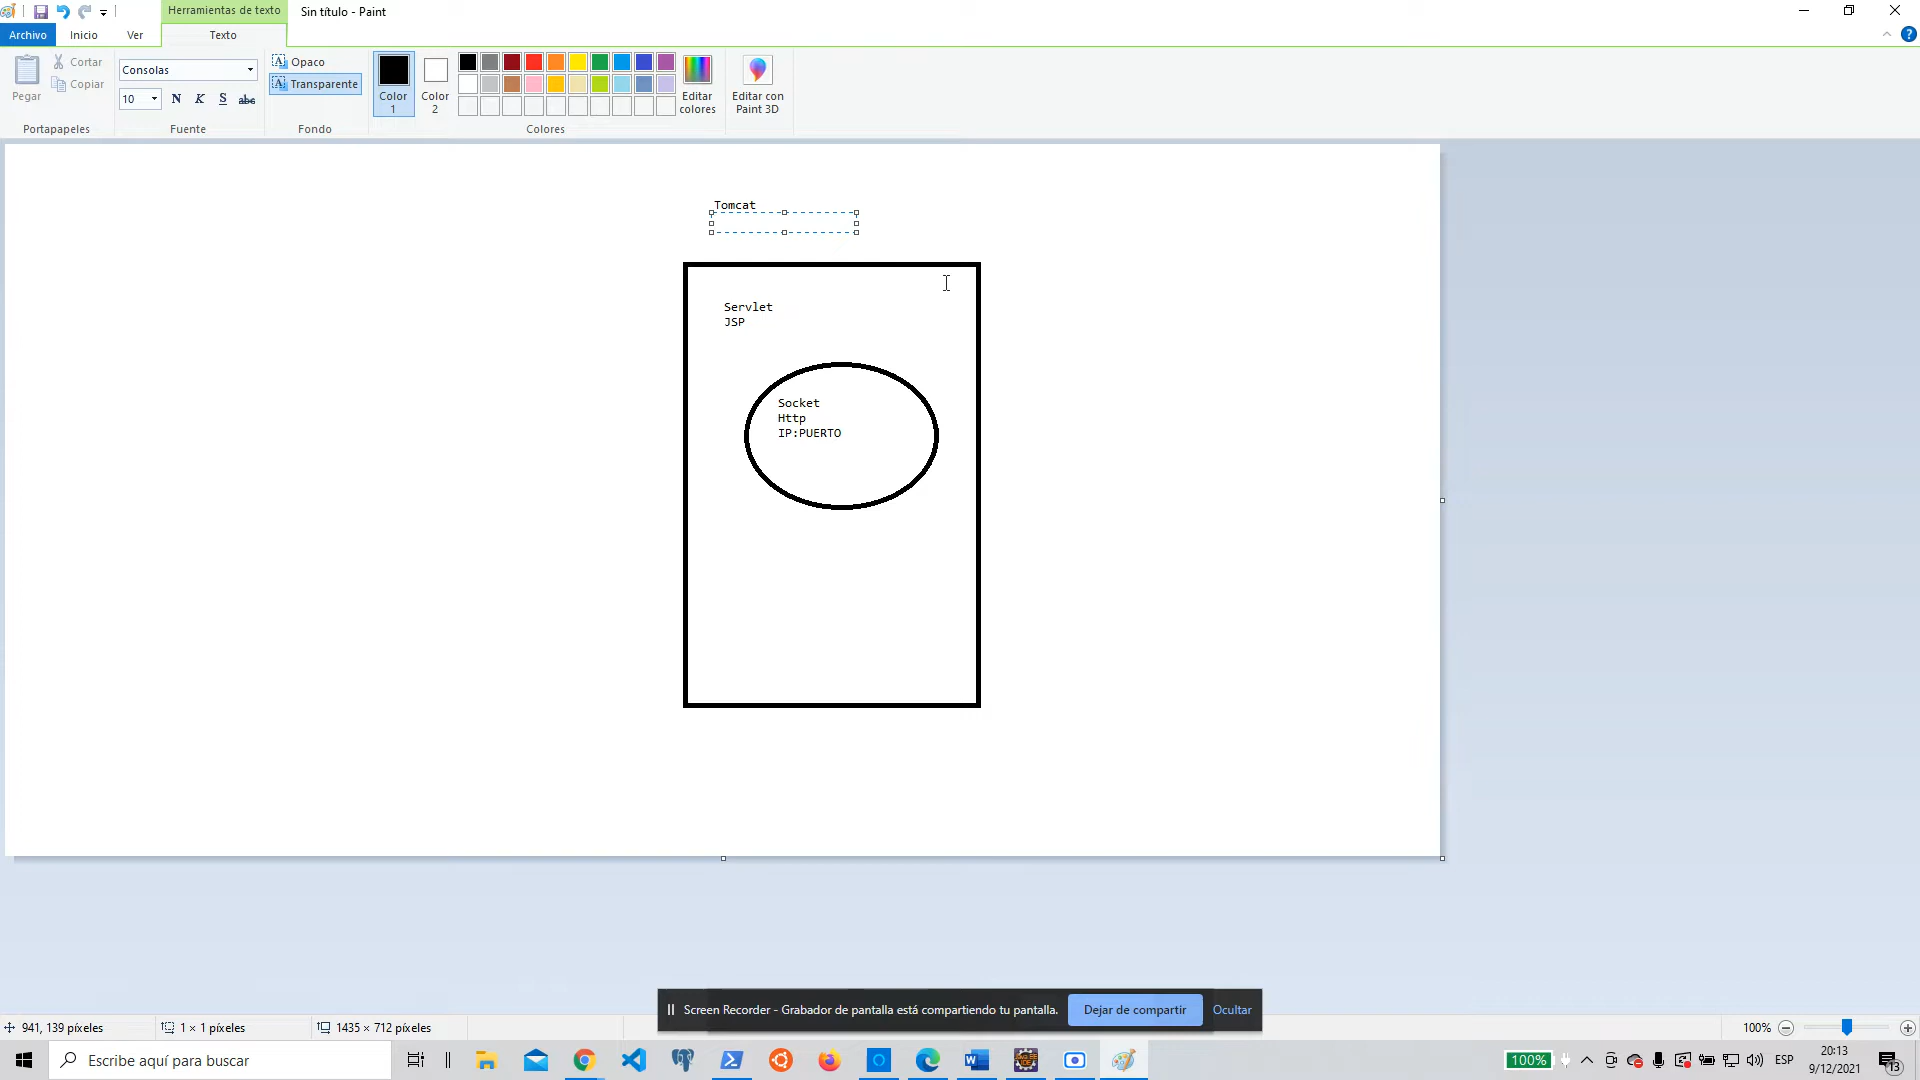 Herramientas de texto
Sin título - Paint
Archivo
Inicio
Ver
Texto
Pegar
Cortar
Copiar
Portapapeles
Consolas
10
N K S abc
Fuente
Opaco
Transparente
Fondo
Color 1
Color 2
Editar colores
Colores
Editar con Paint 3D
Tomcat
Servlet
JSP
Socket
Http
IP:PUERTO
Screen Recorder - Grabador de pantalla está compartiendo tu pantalla.
Dejar de compartir
Ocultar
941, 139 píxeles
1 × 1 píxeles
1435 × 712 píxeles
100%
Escribe aquí para buscar
100%
ESP
20:13
9/12/2021
13